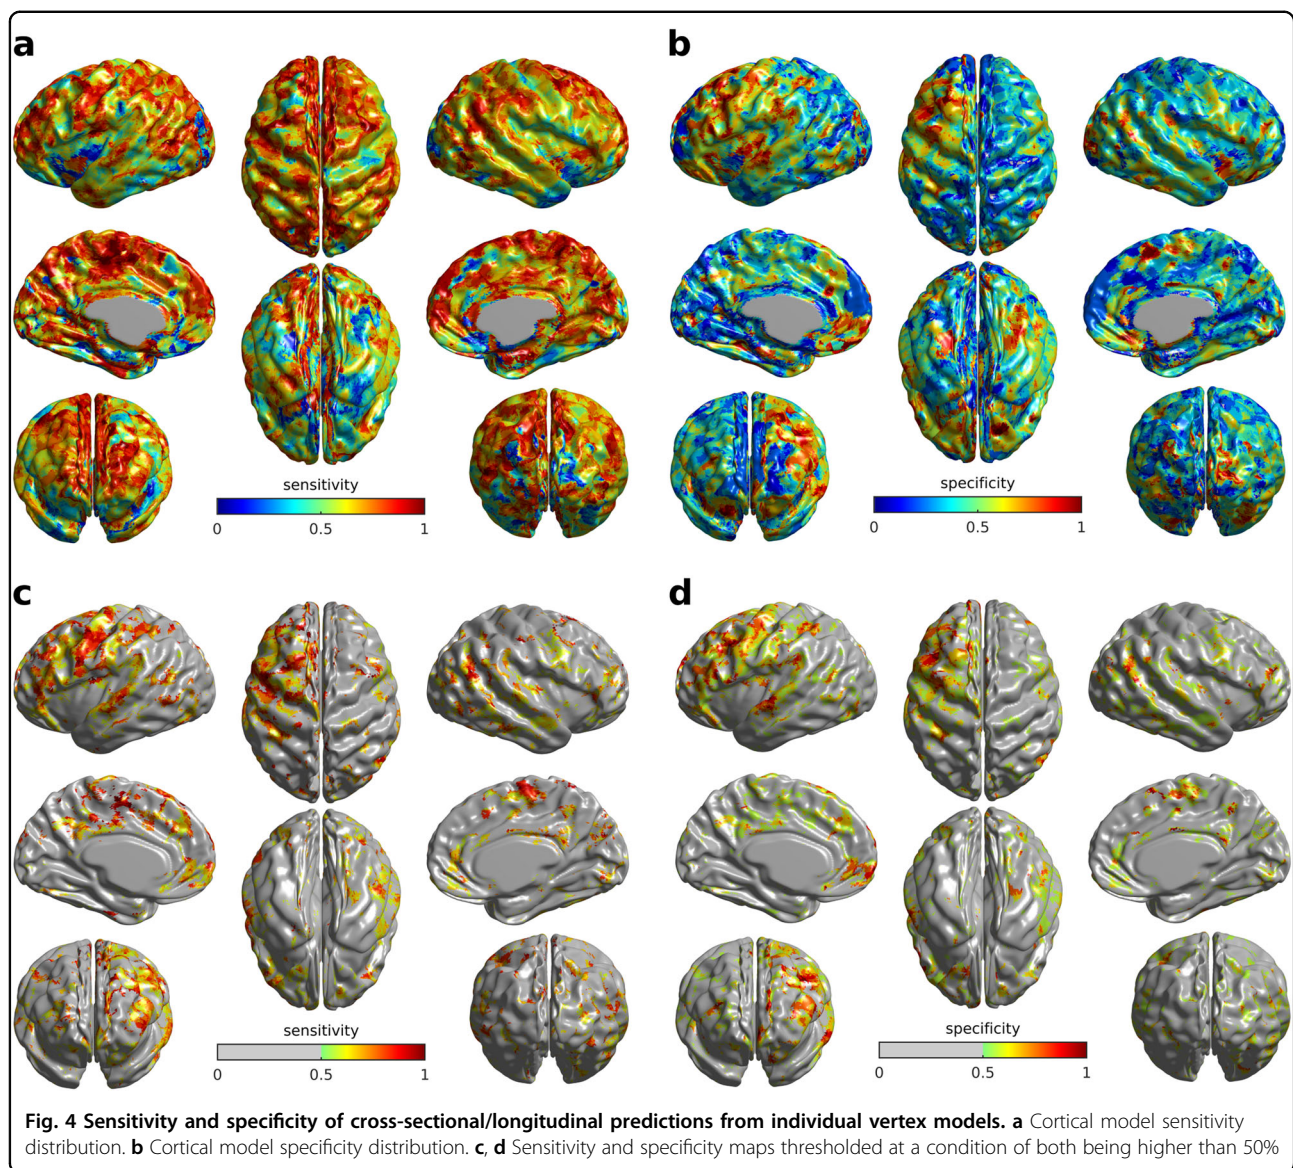 a
b
sensitivity
0 0.5 1
specificity
0 0.5 1
c
d
sensitivity
0 0.5 1
specificity
0 0.5 1
Fig. 4 Sensitivity and specificity of cross-sectional/longitudinal predictions from individual vertex models. a Cortical model sensitivity
distribution. b Cortical model specificity distribution. c, d Sensitivity and specificity maps thresholded at a condition of both being higher than 50%